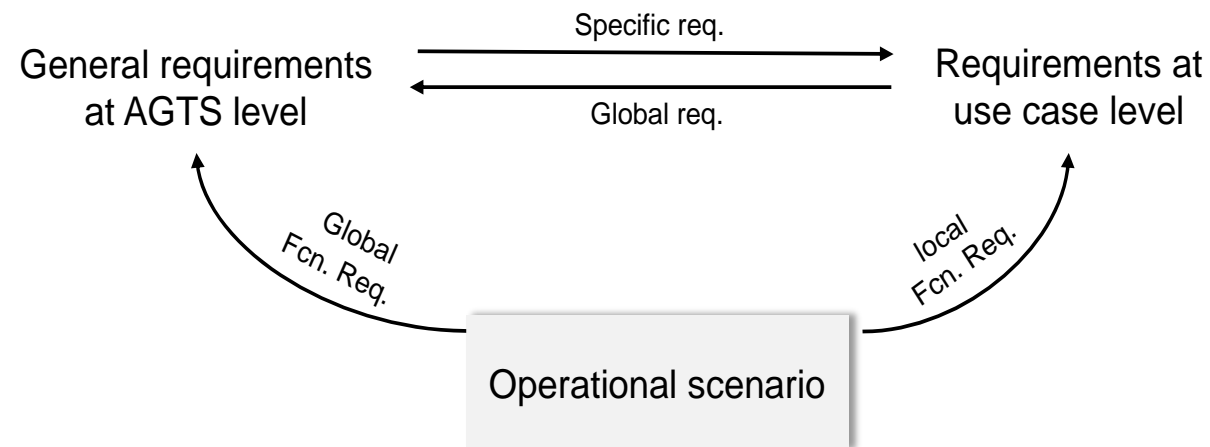 Specific req.
General requirements
at AGTS level
Requirements at
use case level
Global req.
Global
Fcn. Req.
local
Fcn. Req.
Operational scenario